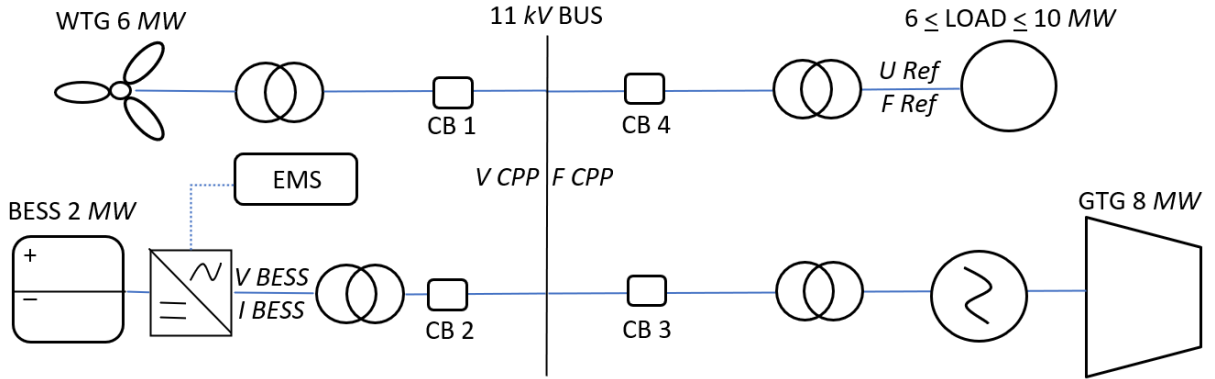 WTG 6 MW
11 kV BUS
6 ≤ LOAD ≤ 10 MW
U Ref
F Ref
CB 1
CB 4
EMS
V CPP
F CPP
BESS 2 MW
GTG 8 MW
+
−
V BESS
I BESS
CB 2
CB 3